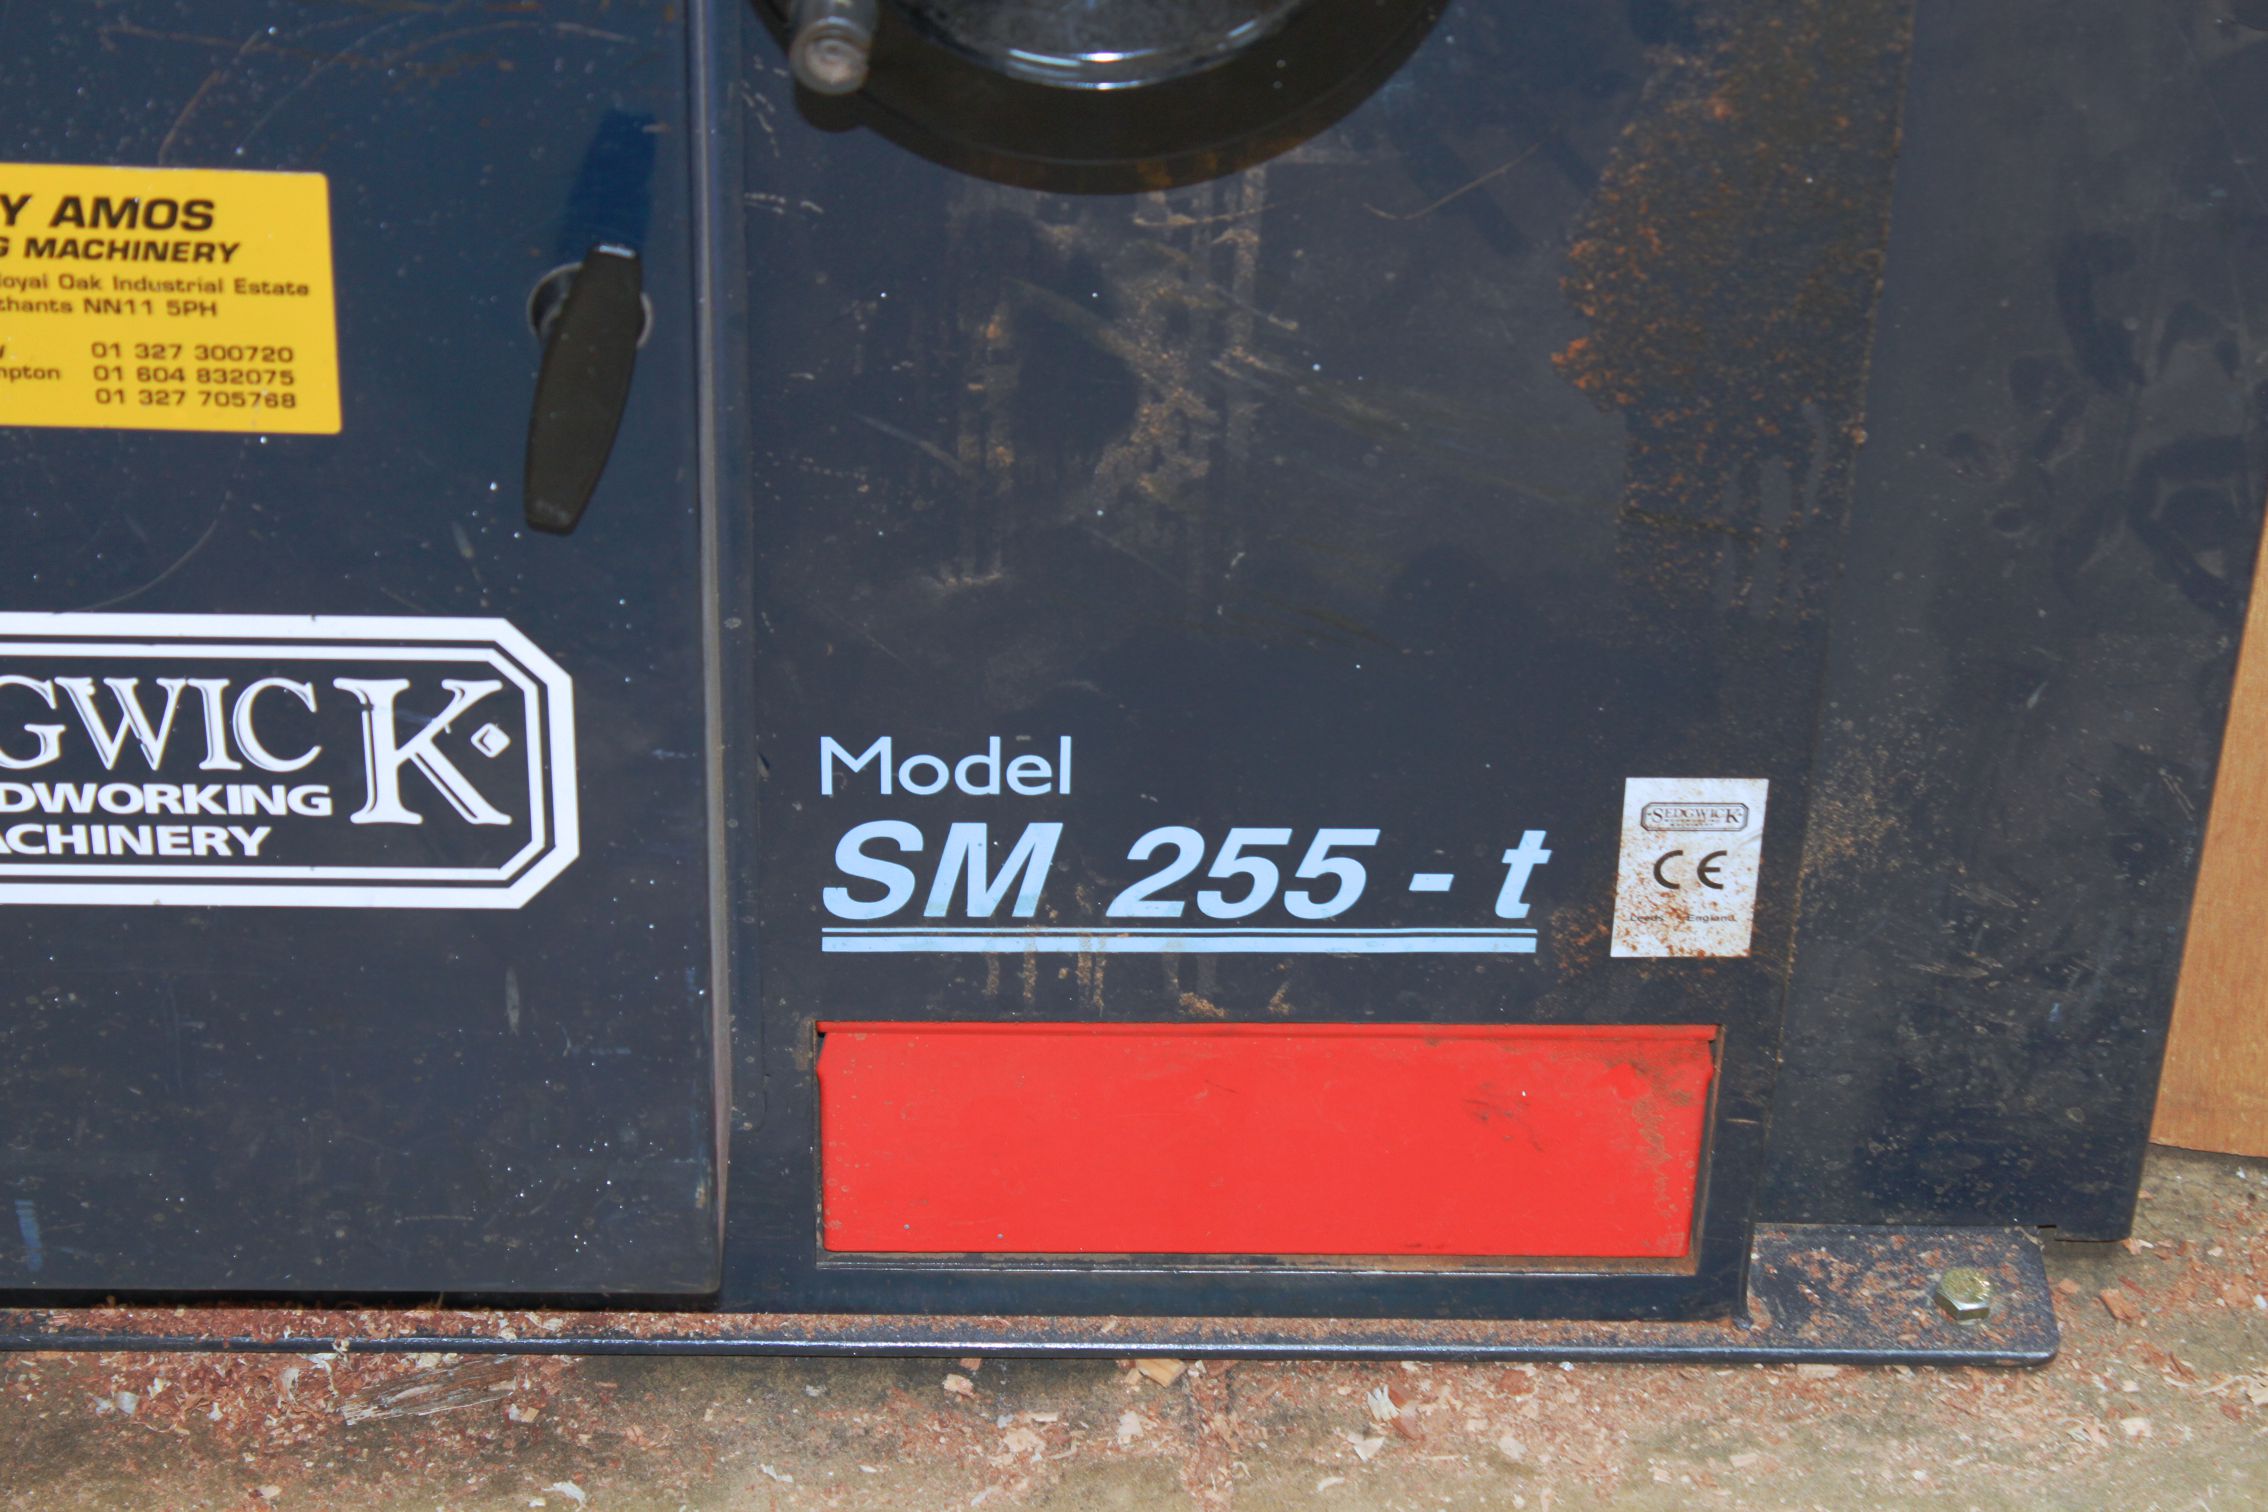 Y AMOS
G MACHINERY
oyal Oak Industrial Estate
thants NN11 5PH
y 01 327 300720
mpton 01 604 832075
01 327 705768
GWICK
DWORKING
ACHINERY
Model
SM 255 - t
SEDGWICK
CE
Leeds England